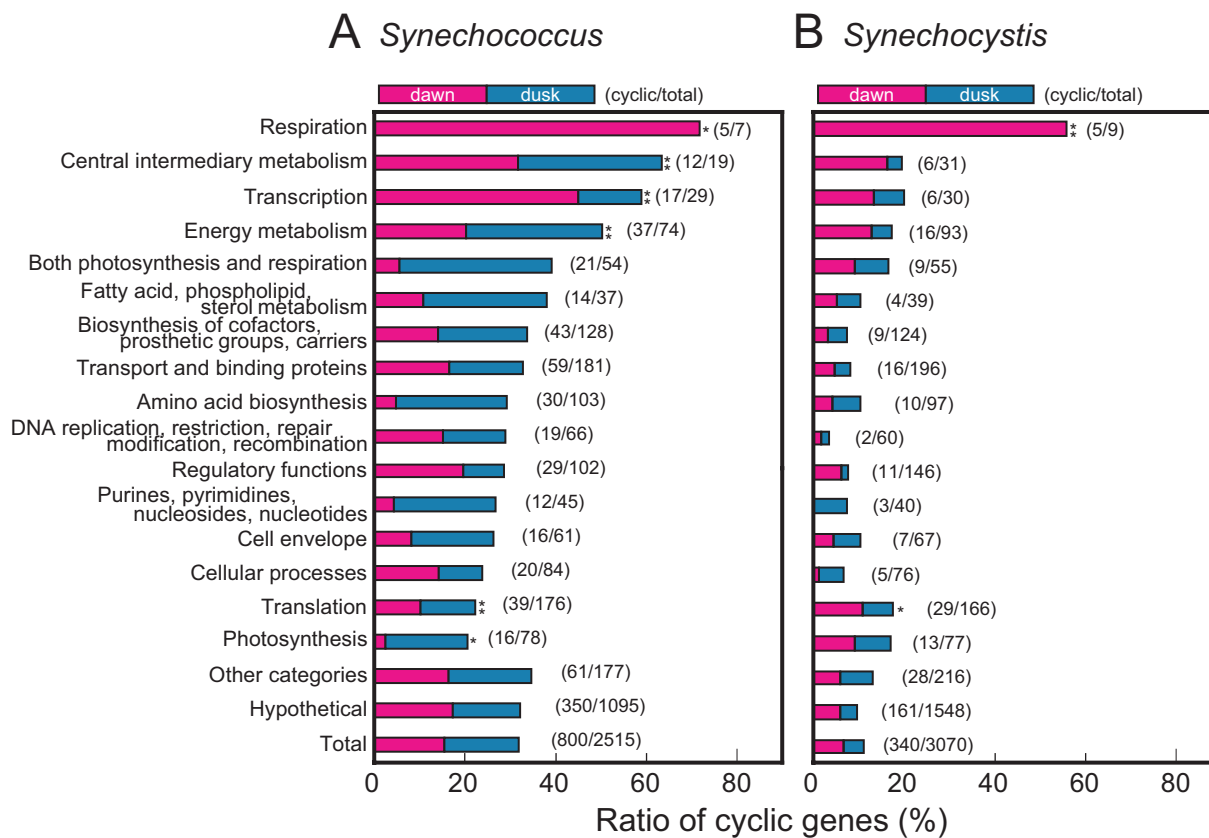 A Synechococcus
B Synechocystis
dawn dusk (cyclic/total)
dawn dusk (cyclic/total)
Respiration * (5/7) ** (5/9)
Central intermediary metabolism ** (12/19) (6/31)
Transcription ** (17/29) (6/30)
Energy metabolism ** (37/74) (16/93)
Both photosynthesis and respiration (21/54) (9/55)
Fatty acid, phospholipid,
sterol metabolism (14/37) (4/39)
Biosynthesis of cofactors,
prosthetic groups, carriers (43/128) (9/124)
Transport and binding proteins (59/181) (16/196)
Amino acid biosynthesis (30/103) (10/97)
DNA replication, restriction, repair
modification, recombination (19/66) (2/60)
Regulatory functions (29/102) (11/146)
Purines, pyrimidines,
nucleosides, nucleotides (12/45) (3/40)
Cell envelope (16/61) (7/67)
Cellular processes (20/84) (5/76)
Translation ** (39/176) * (29/166)
Photosynthesis * (16/78) (13/77)
Other categories (61/177) (28/216)
Hypothetical (350/1095) (161/1548)
Total (800/2515) (340/3070)
0 20 40 60 80 0 20 40 60 80
Ratio of cyclic genes (%)